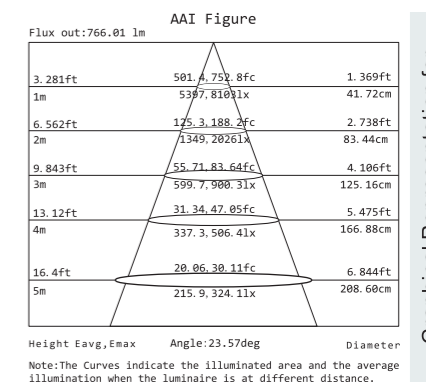 AAI Figure
Flux out:766.01 lm
3.281ft 501.4,752.8fc 1.369ft
1m 5397,8103lx 41.72cm
6.562ft 125.3,188.2fc 2.738ft
2m 1349,2026lx 83.44cm
9.843ft 55.71,83.64fc 4.106ft
3m 599.7,900.3lx 125.16cm
13.12ft 31.34,47.05fc 5.475ft
4m 337.3,506.4lx 166.88cm
16.4ft 20.06,30.11fc 6.844ft
5m 215.9,324.1lx 208.60cm
Height Eavg,Emax Angle:23.57deg Diameter
Note:The Curves indicate the illuminated area and the average
illumination when the luminaire is at different distance.